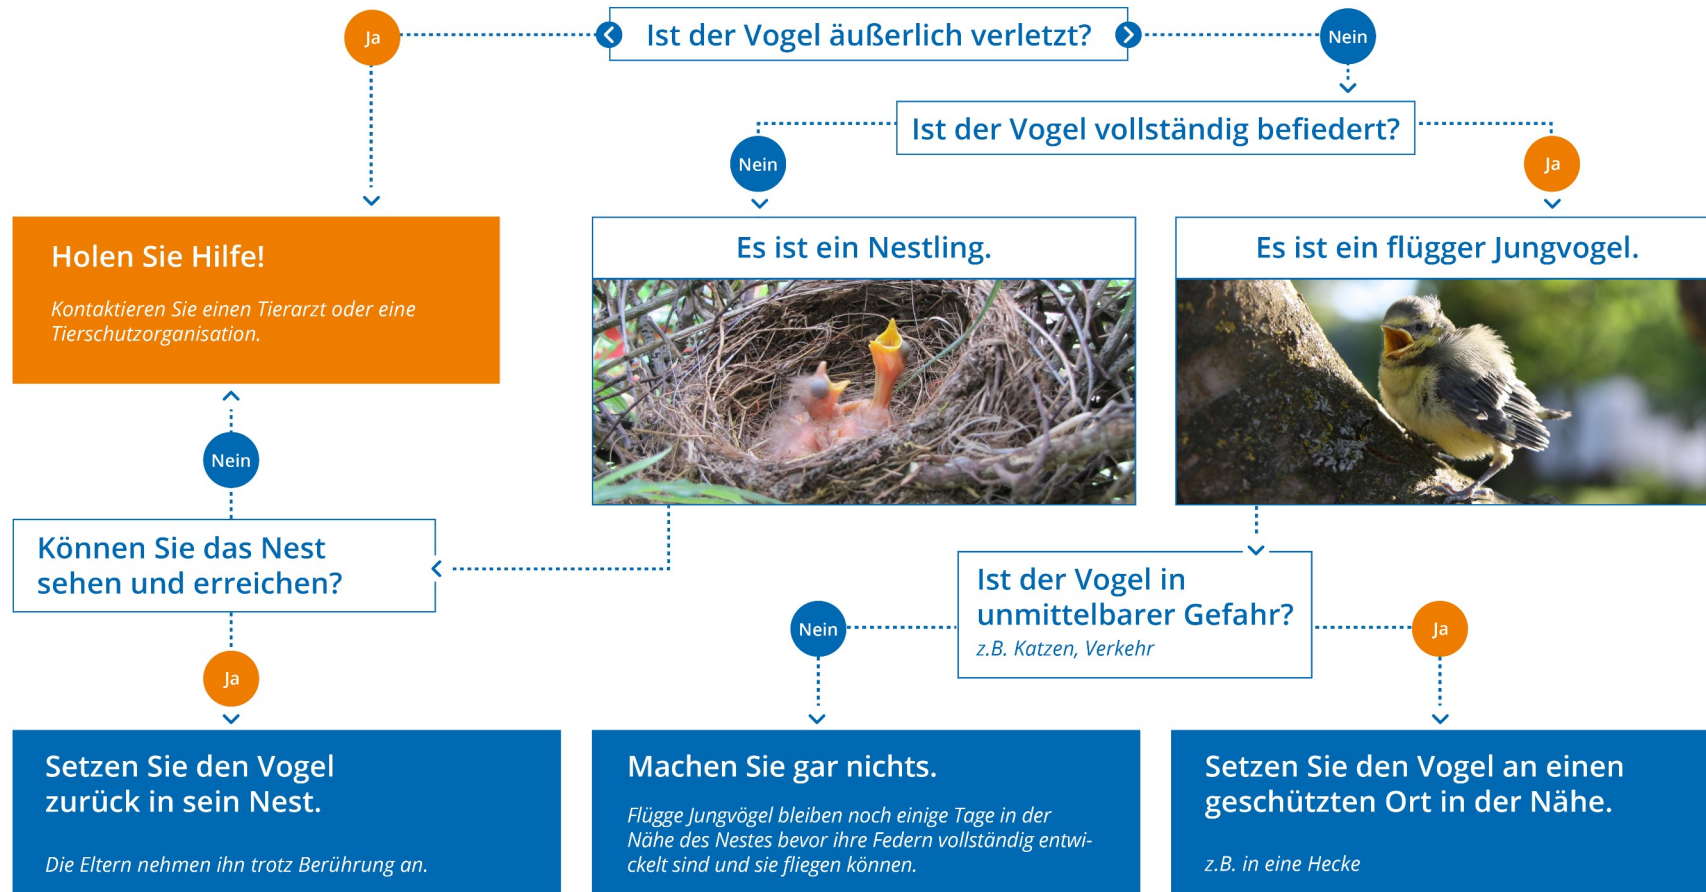 Ist der Vogel äußerlich verletzt?
Ja
Nein
Ist der Vogel vollständig befiedert?
Nein
Ja
Holen Sie Hilfe!
Kontaktieren Sie einen Tierarzt oder eine
Tierschutzorganisation.
Es ist ein Nestling.
Es ist ein flügger Jungvogel.
Nein
Können Sie das Nest
sehen und erreichen?
Ja
Ist der Vogel in
unmittelbarer Gefahr?
z.B. Katzen, Verkehr
Nein
Ja
Setzen Sie den Vogel
zurück in sein Nest.
Die Eltern nehmen ihn trotz Berührung an.
Machen Sie gar nichts.
Flügge Jungvögel bleiben noch einige Tage in der
Nähe des Nestes bevor ihre Federn vollständig entwi-
ckelt sind und sie fliegen können.
Setzen Sie den Vogel an einen
geschützten Ort in der Nähe.
z.B. in eine Hecke